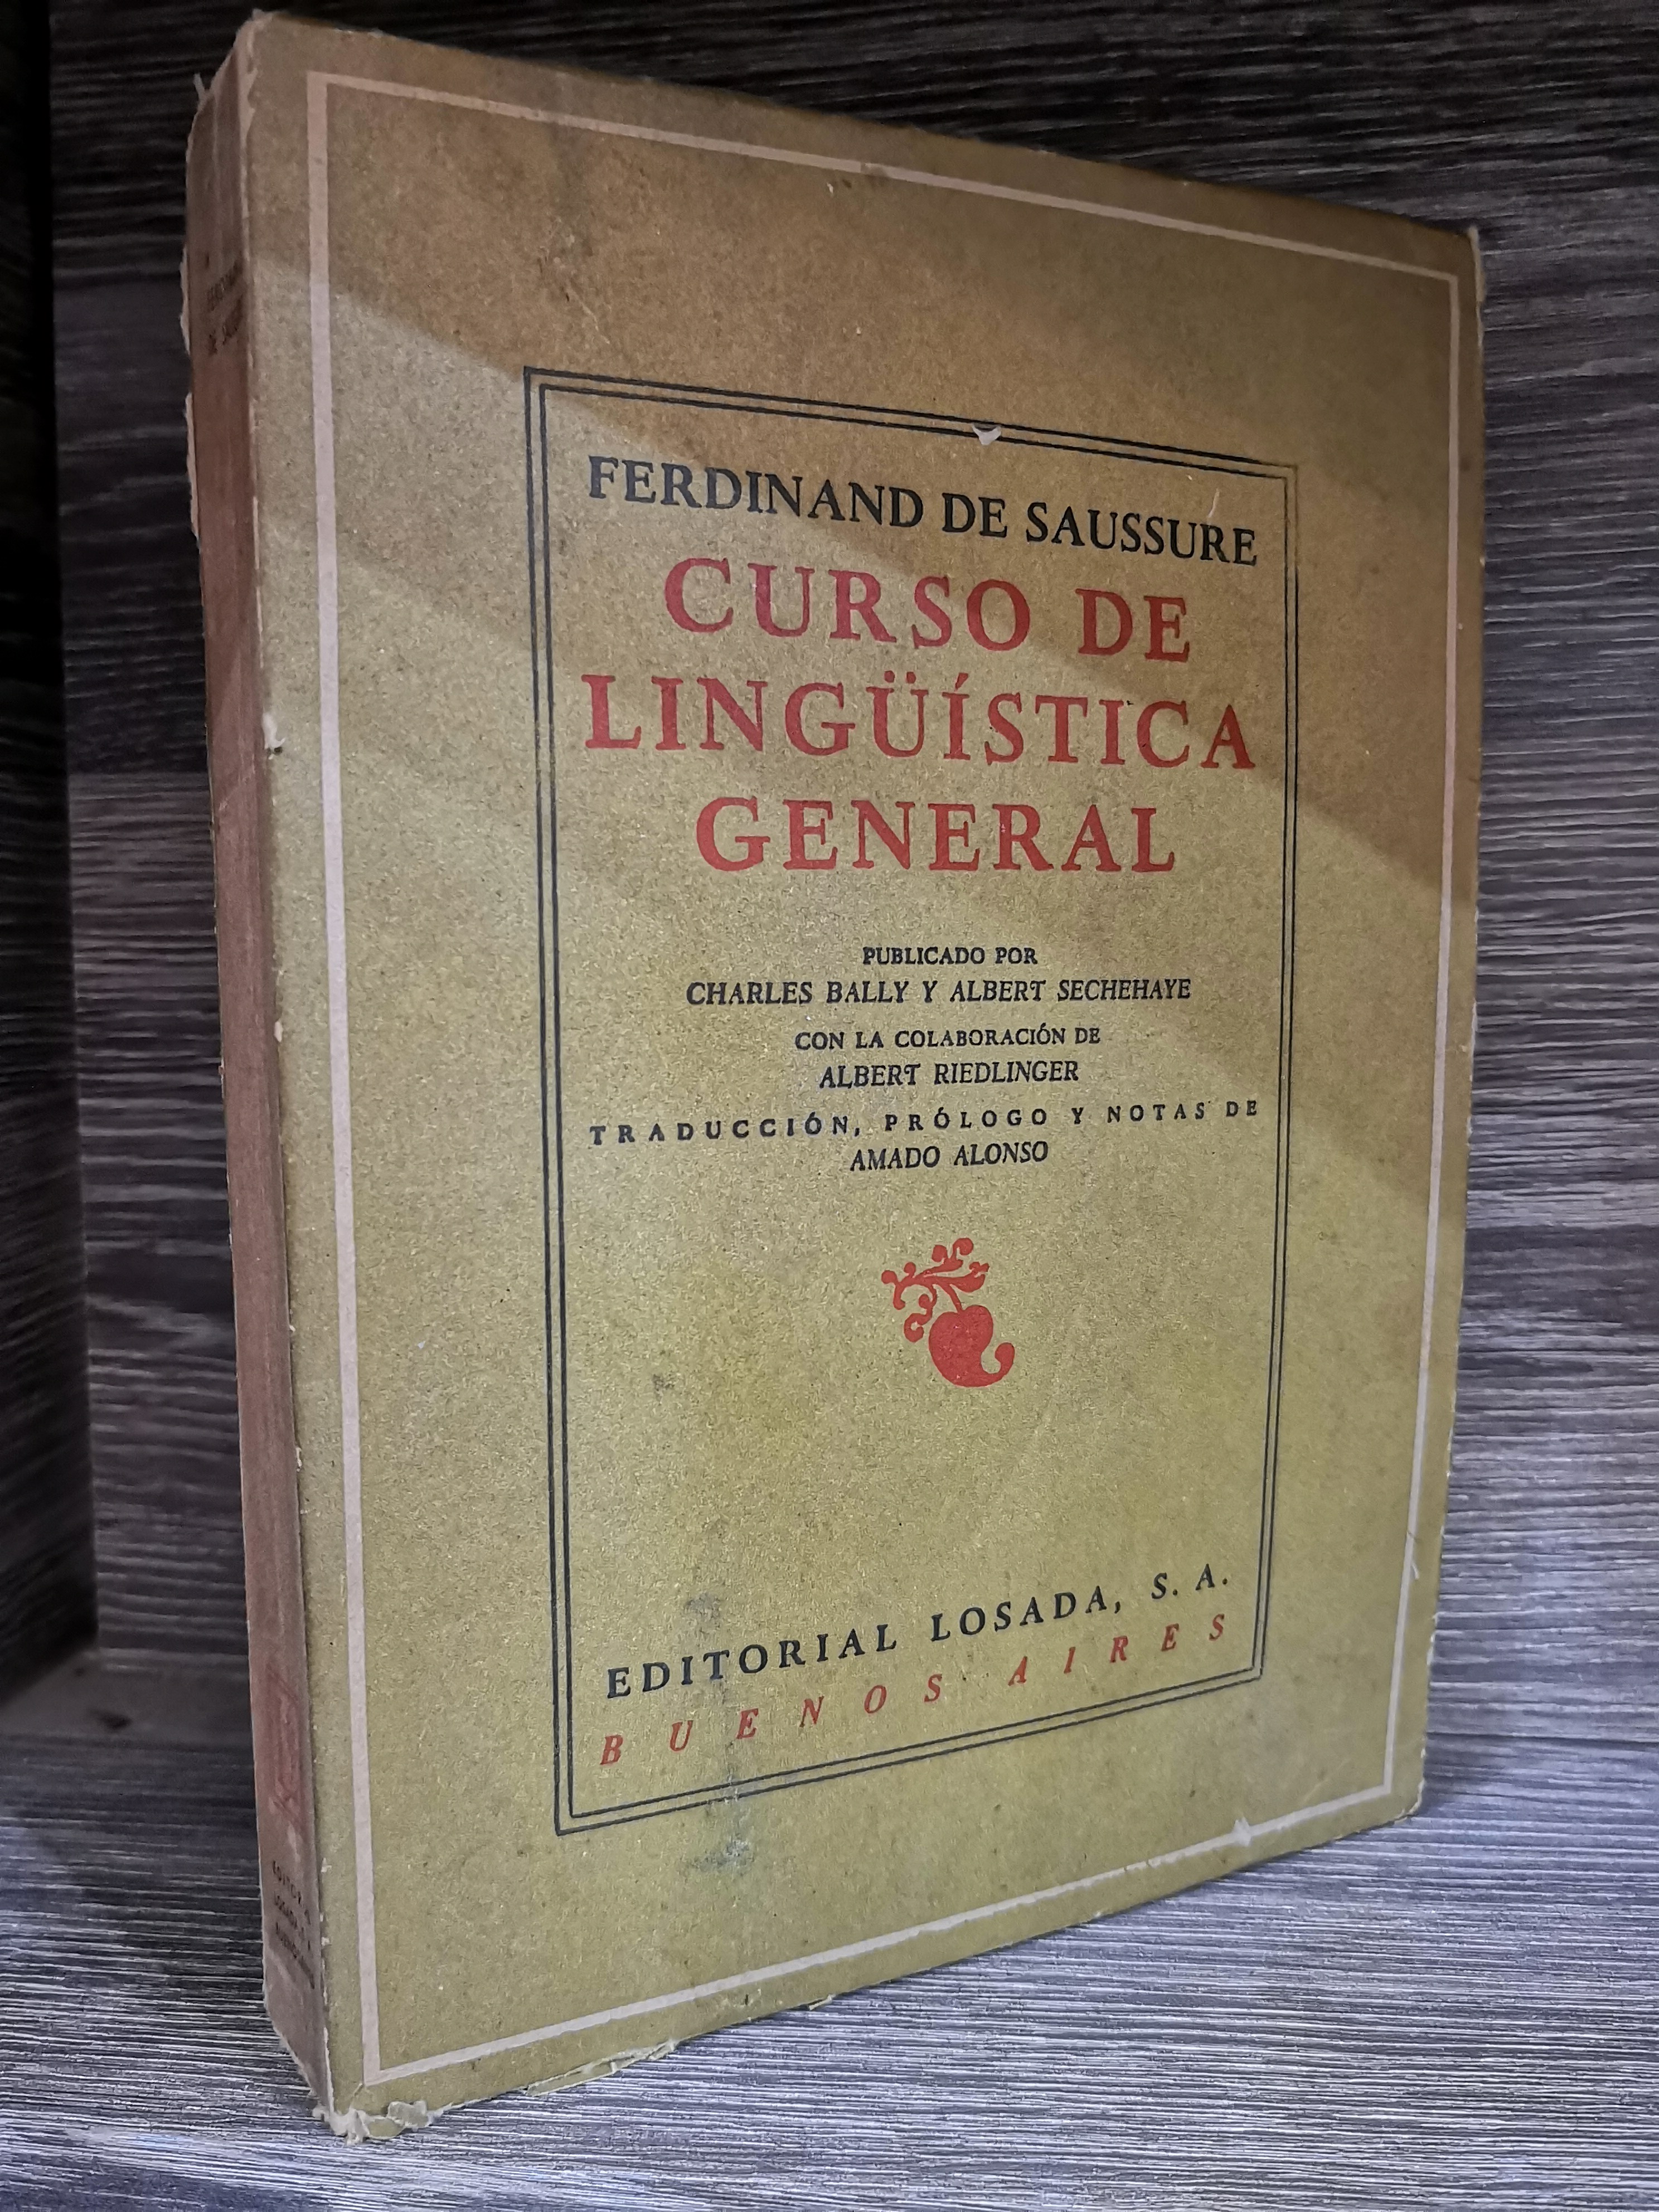 FERDINAND DE SAUSSURE
CURSO DE
LINGÜÍSTICA
GENERAL
PUBLICADO POR
CHARLES BALLY Y ALBERT SECHEHAYE
CON LA COLABORACIÓN DE
ALBERT RIEDLINGER
TRADUCCIÓN, PRÓLOGO Y NOTAS DE
AMADO ALONSO
EDITORIAL LOSADA, S. A.
BUENOS AIRES